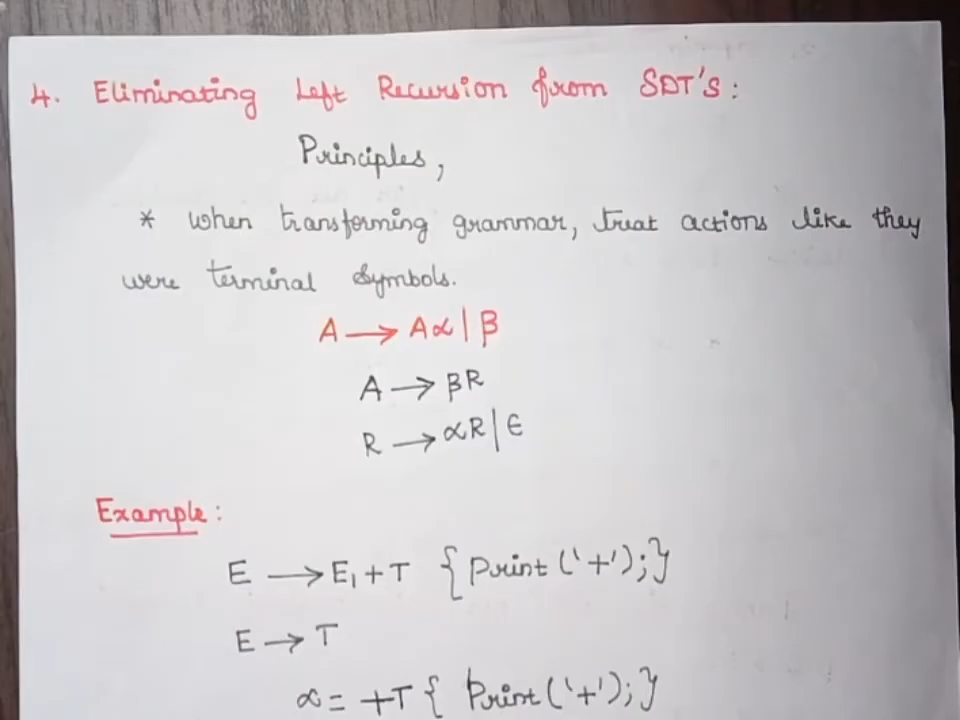 4. Eliminating Left Recursion from SDT's :
Principles,
* when transforming grammar, treat actions like they
were terminal symbols.
A → Aα | β
A → βR
R → αR | ϵ
Example :
E → E₁ + T { Print ('+'); }
E → T
α = +T { Print ('+'); }